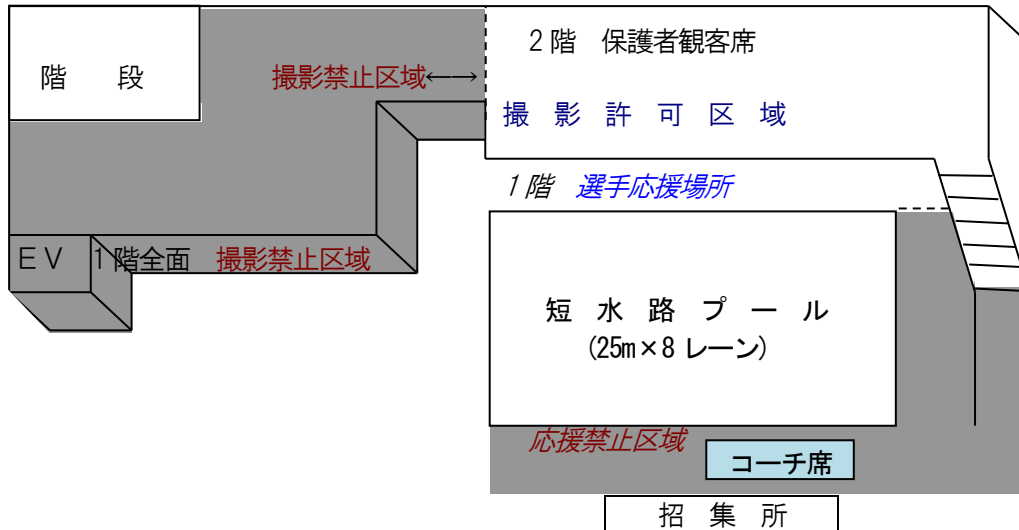 ２階　保護者観客席
階　段
撮影禁止区域←→
撮　影　許　可　区　域
１階　選手応援場所
ＥＶ　１階全面　撮影禁止区域
短　水　路　プ　ー　ル
(25m×8 レーン)
応援禁止区域
コーチ席
招　集　所